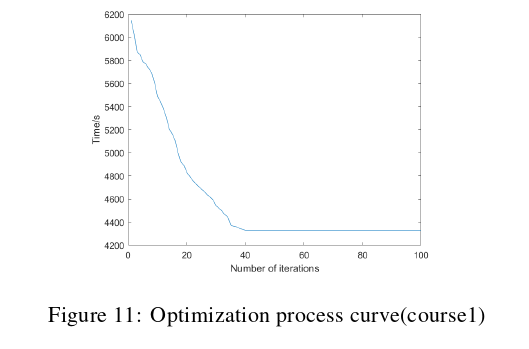 6200
6000
5800
5600
5400
5200
5000
4800
4600
4400
4200
Time/s
0 20 40 60 80 100
Number of iterations
Figure 11: Optimization process curve(course1)